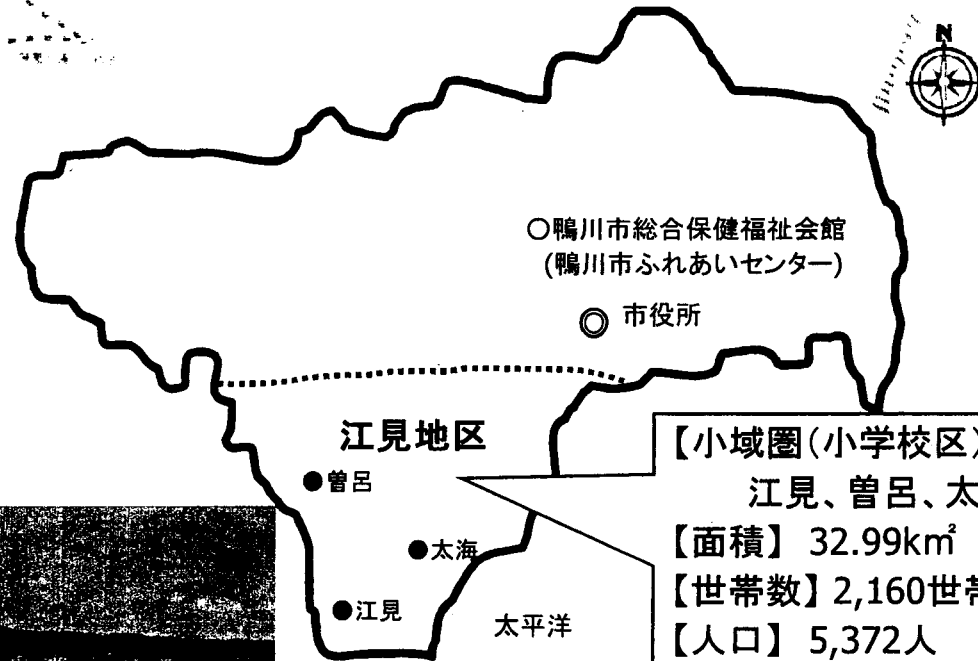 N
○鴨川市総合保健福祉会館
(鴨川市ふれあいセンター)
市役所
江見地区
曽呂
太海
江見
太平洋
【小域圏(小学校区)
江見、曽呂、太
【面積】 32.99k㎡
【世帯数】 2,160世帯
【人口】 5,372人